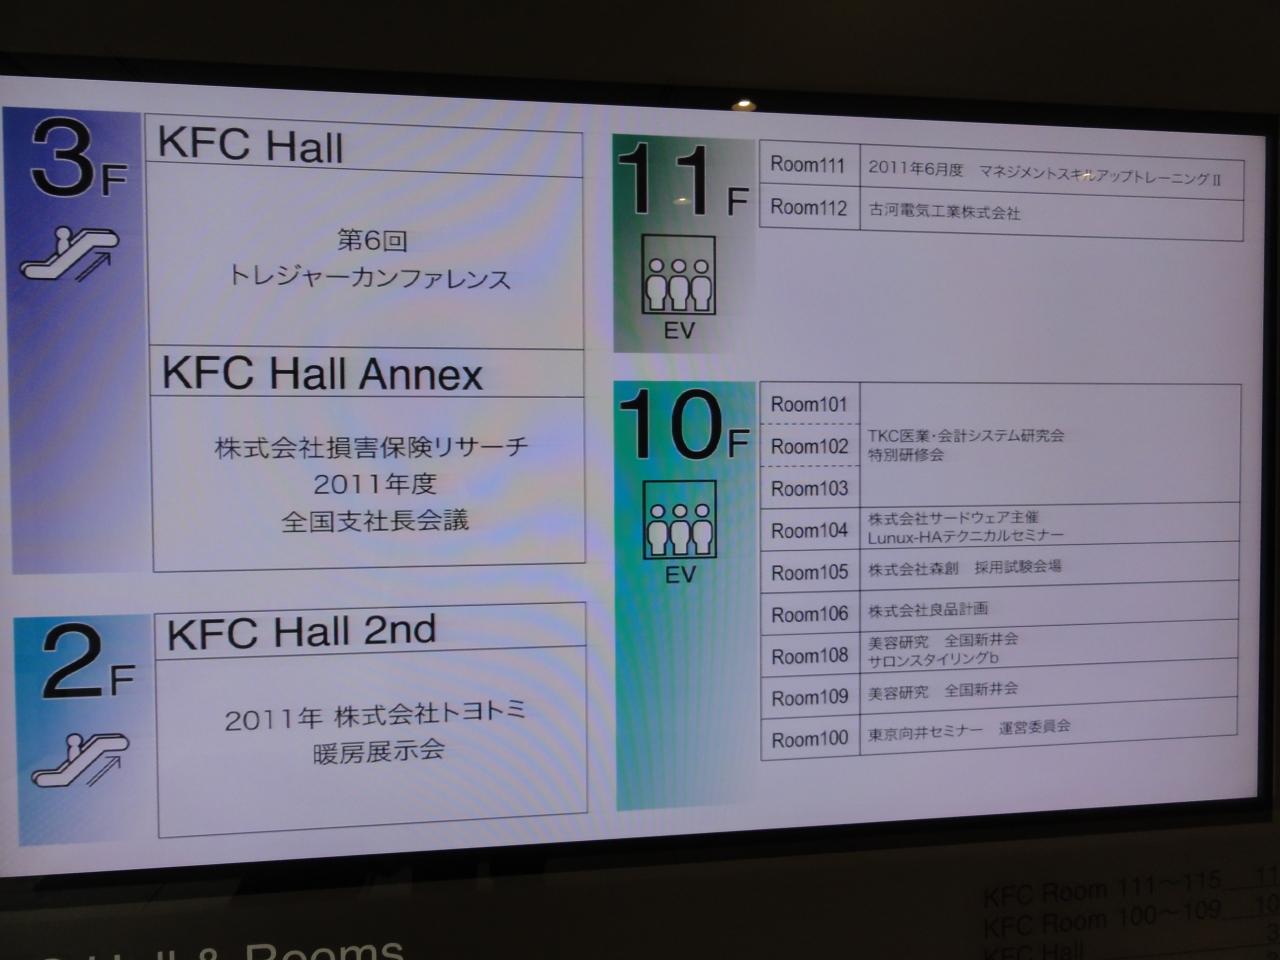 3F
KFC Hall
第6回
トレジャーカンファレンス
KFC Hall Annex
株式会社損害保険リサーチ
2011年度
全国支社長会議
2F
KFC Hall 2nd
2011年 株式会社トヨトミ
暖房展示会
11F
EV
Room111 2011年6月度 マネジメントスキルアップトレーニングⅡ
Room112 古河電気工業株式会社
10F
EV
Room101
Room102
Room103
TKC医業・会計システム研究会
特別研修会
Room104
株式会社サードウェア主催
Lunux-HAテクニカルセミナー
Room105 株式会社森創 採用試験会場
Room106 株式会社良品計画
Room108
美容研究 全国新井会
サロンスタイリングb
Room109 美容研究 全国新井会
Room100 東京向井セミナー 運営委員会
Hall & Rooms
KFC Room 111～115 11
KFC Room 100～109 10
KFC Hall